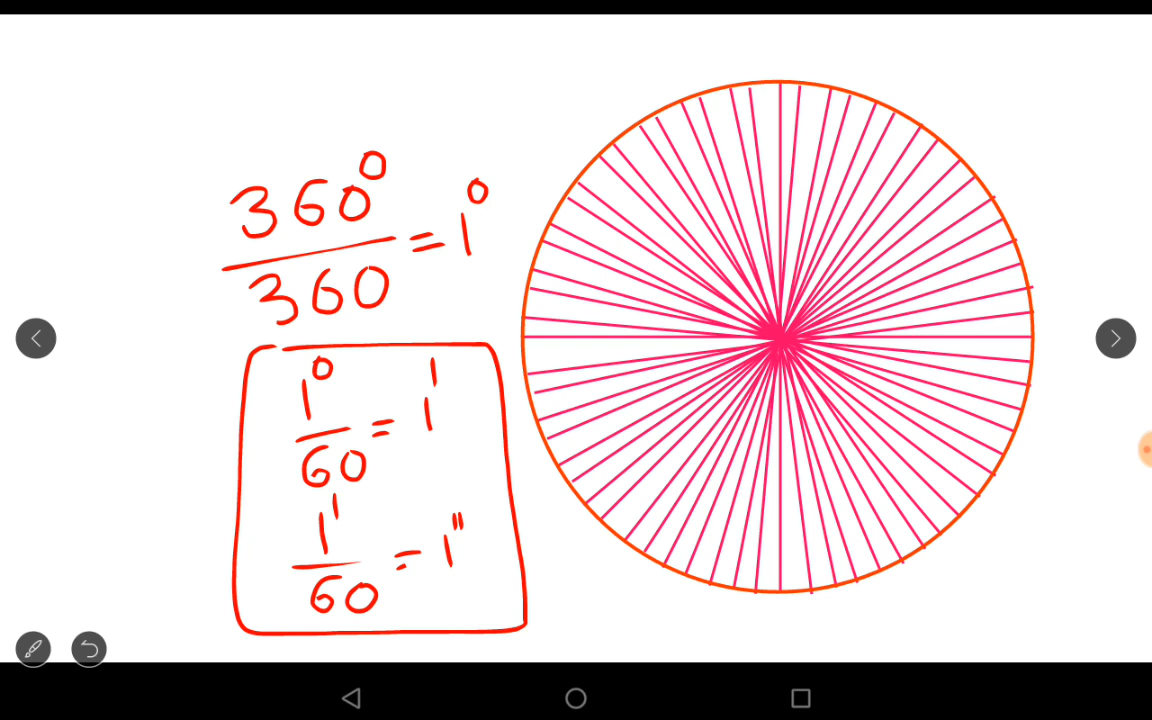 360° / 360 = 1°
1° / 60 = 1'
1' / 60 = 1"